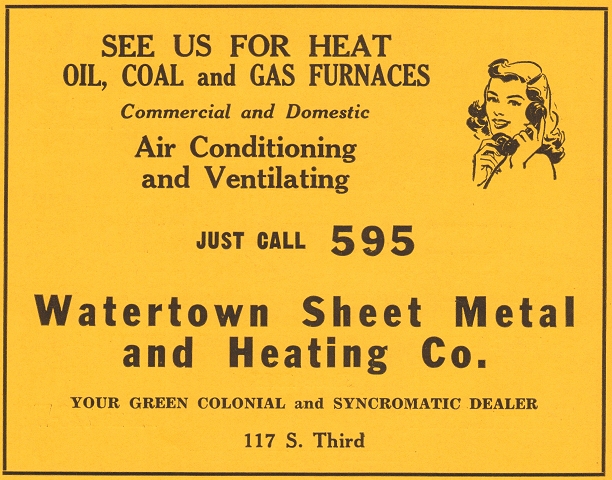 SEE US FOR HEAT
OIL, COAL and GAS FURNACES
Commercial and Domestic
Air Conditioning
and Ventilating
JUST CALL 595
Watertown Sheet Metal
and Heating Co.
YOUR GREEN COLONIAL and SYNCROMATIC DEALER
117 S. Third